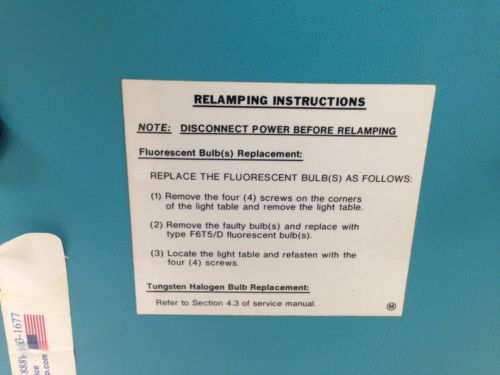 RELAMPING INSTRUCTIONS
NOTE: DISCONNECT POWER BEFORE RELAMPING
Fluorescent Bulb(s) Replacement:
REPLACE THE FLUORESCENT BULB(S) AS FOLLOWS:
(1) Remove the four (4) screws on the corners
of the light table and remove the light table.
(2) Remove the faulty bulb(s) and replace with
type F6T5/D fluorescent bulb(s).
(3) Locate the light table and refasten with the
four (4) screws.
Tungsten Halogen Bulb Replacement:
Refer to Section 4.3 of service manual.
M